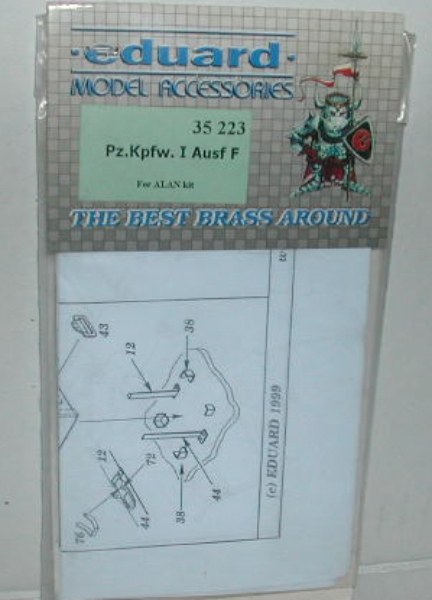 eduard
MODEL ACCESSORIES
35 223
Pz.Kpfw. I Ausf F
For ALAN kit
THE BEST BRASS AROUND
43
38
12
12
72
76
44
38
44
(c) EDUARD 1999